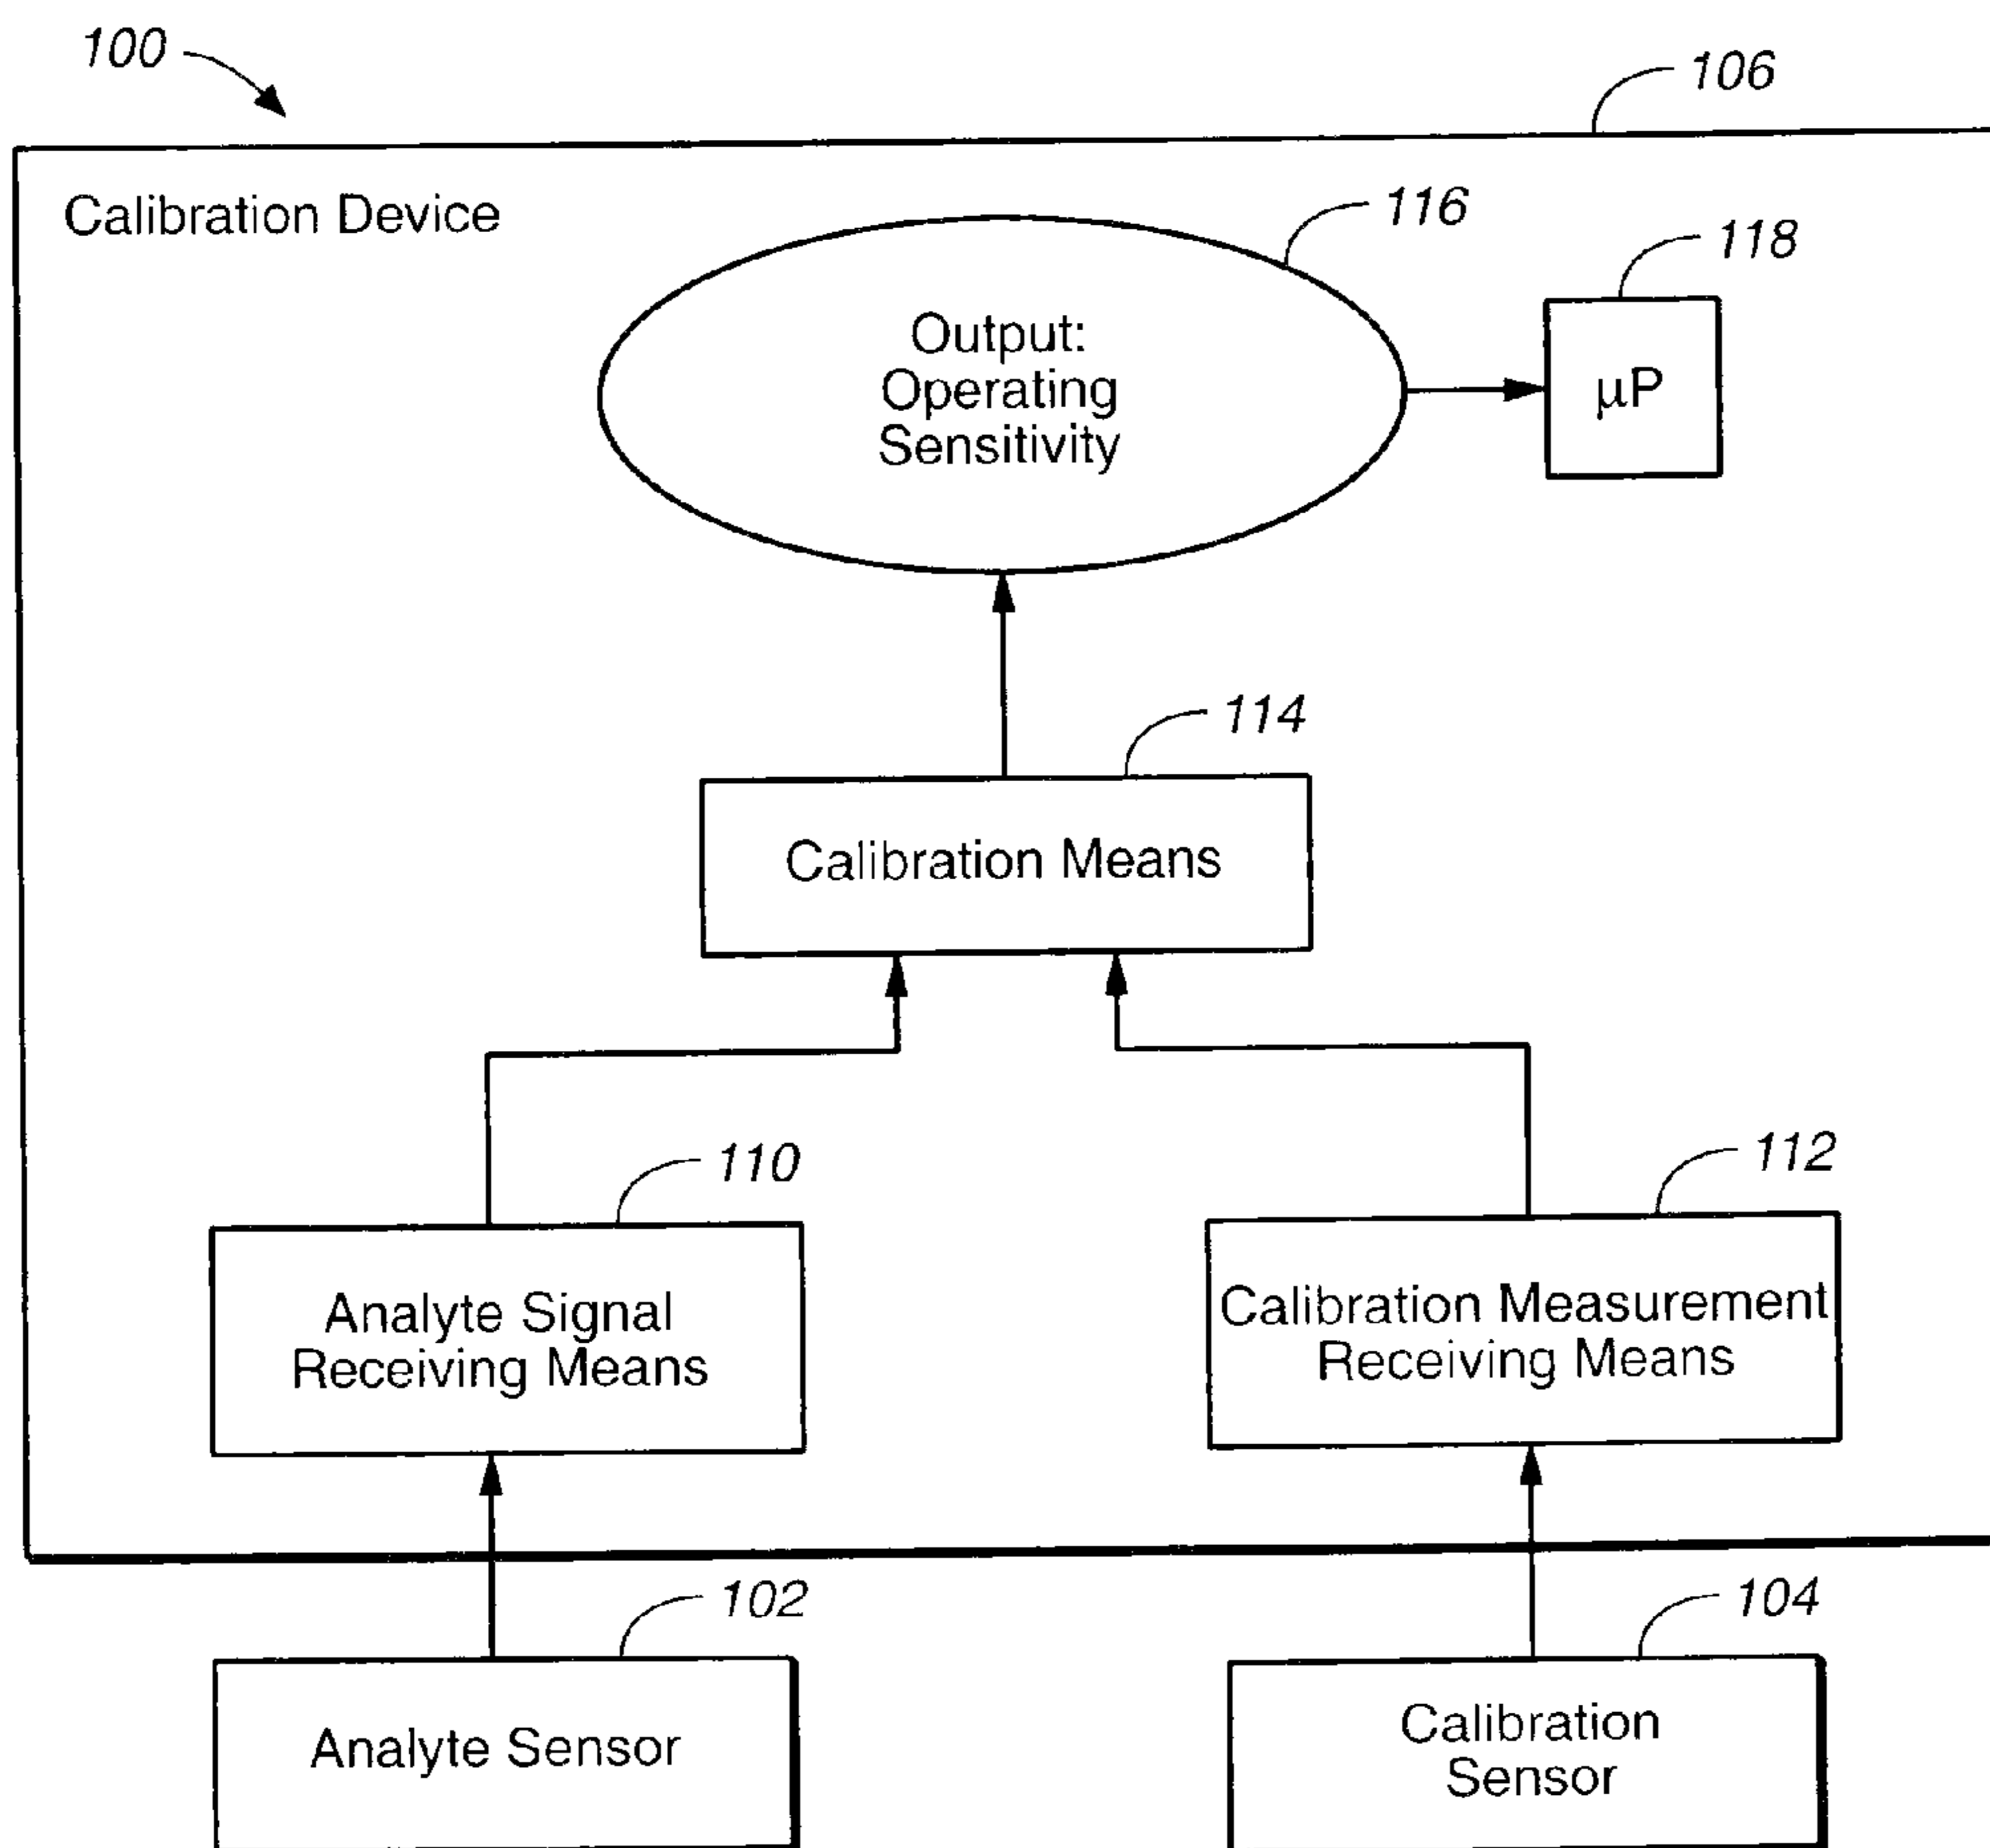 100
106
Calibration Device
116
118
Output:
Operating
Sensitivity
μP
114
Calibration Means
110
112
Analyte Signal
Receiving Means
Calibration Measurement
Receiving Means
102
104
Analyte Sensor
Calibration
Sensor